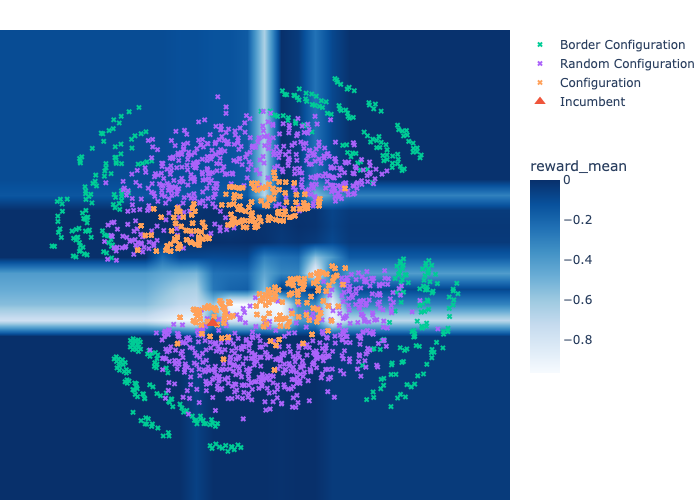 Border Configuration
Random Configuration
Configuration
Incumbent
reward_mean
0
−0.2
−0.4
−0.6
−0.8